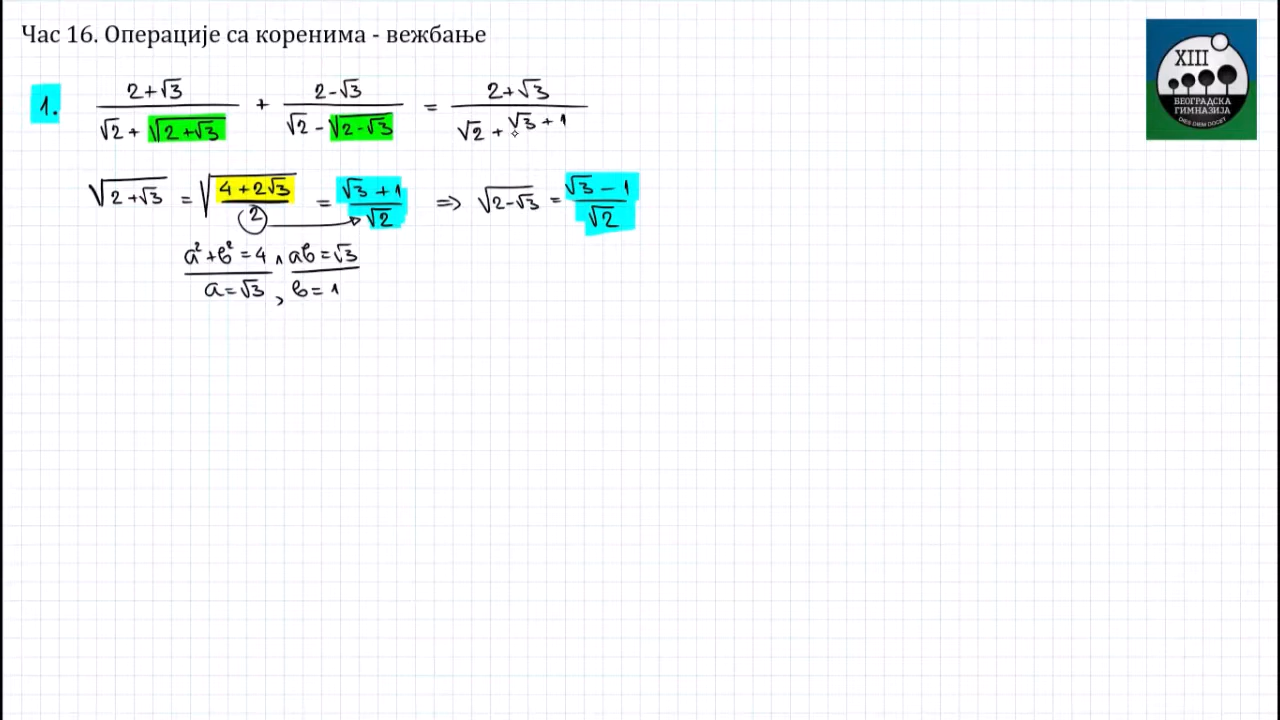 Час 16. Операције са коренима - вежбање
XIII
БЕОГРАДСКА
ГИМНАЗИЈА
1. (2+√3)/(√2 + √(2+√3)) + (2-√3)/(√2 - √(2-√3)) = (2+√3)/(√2 + √3 + 1
√(2+√3) = √((4+2√3)/2) = (√3+1)/√2 ⇒ √(2-√3) = (√3-1)/√2
a²+b²=4 ∧ ab=√3
a=√3, b=1